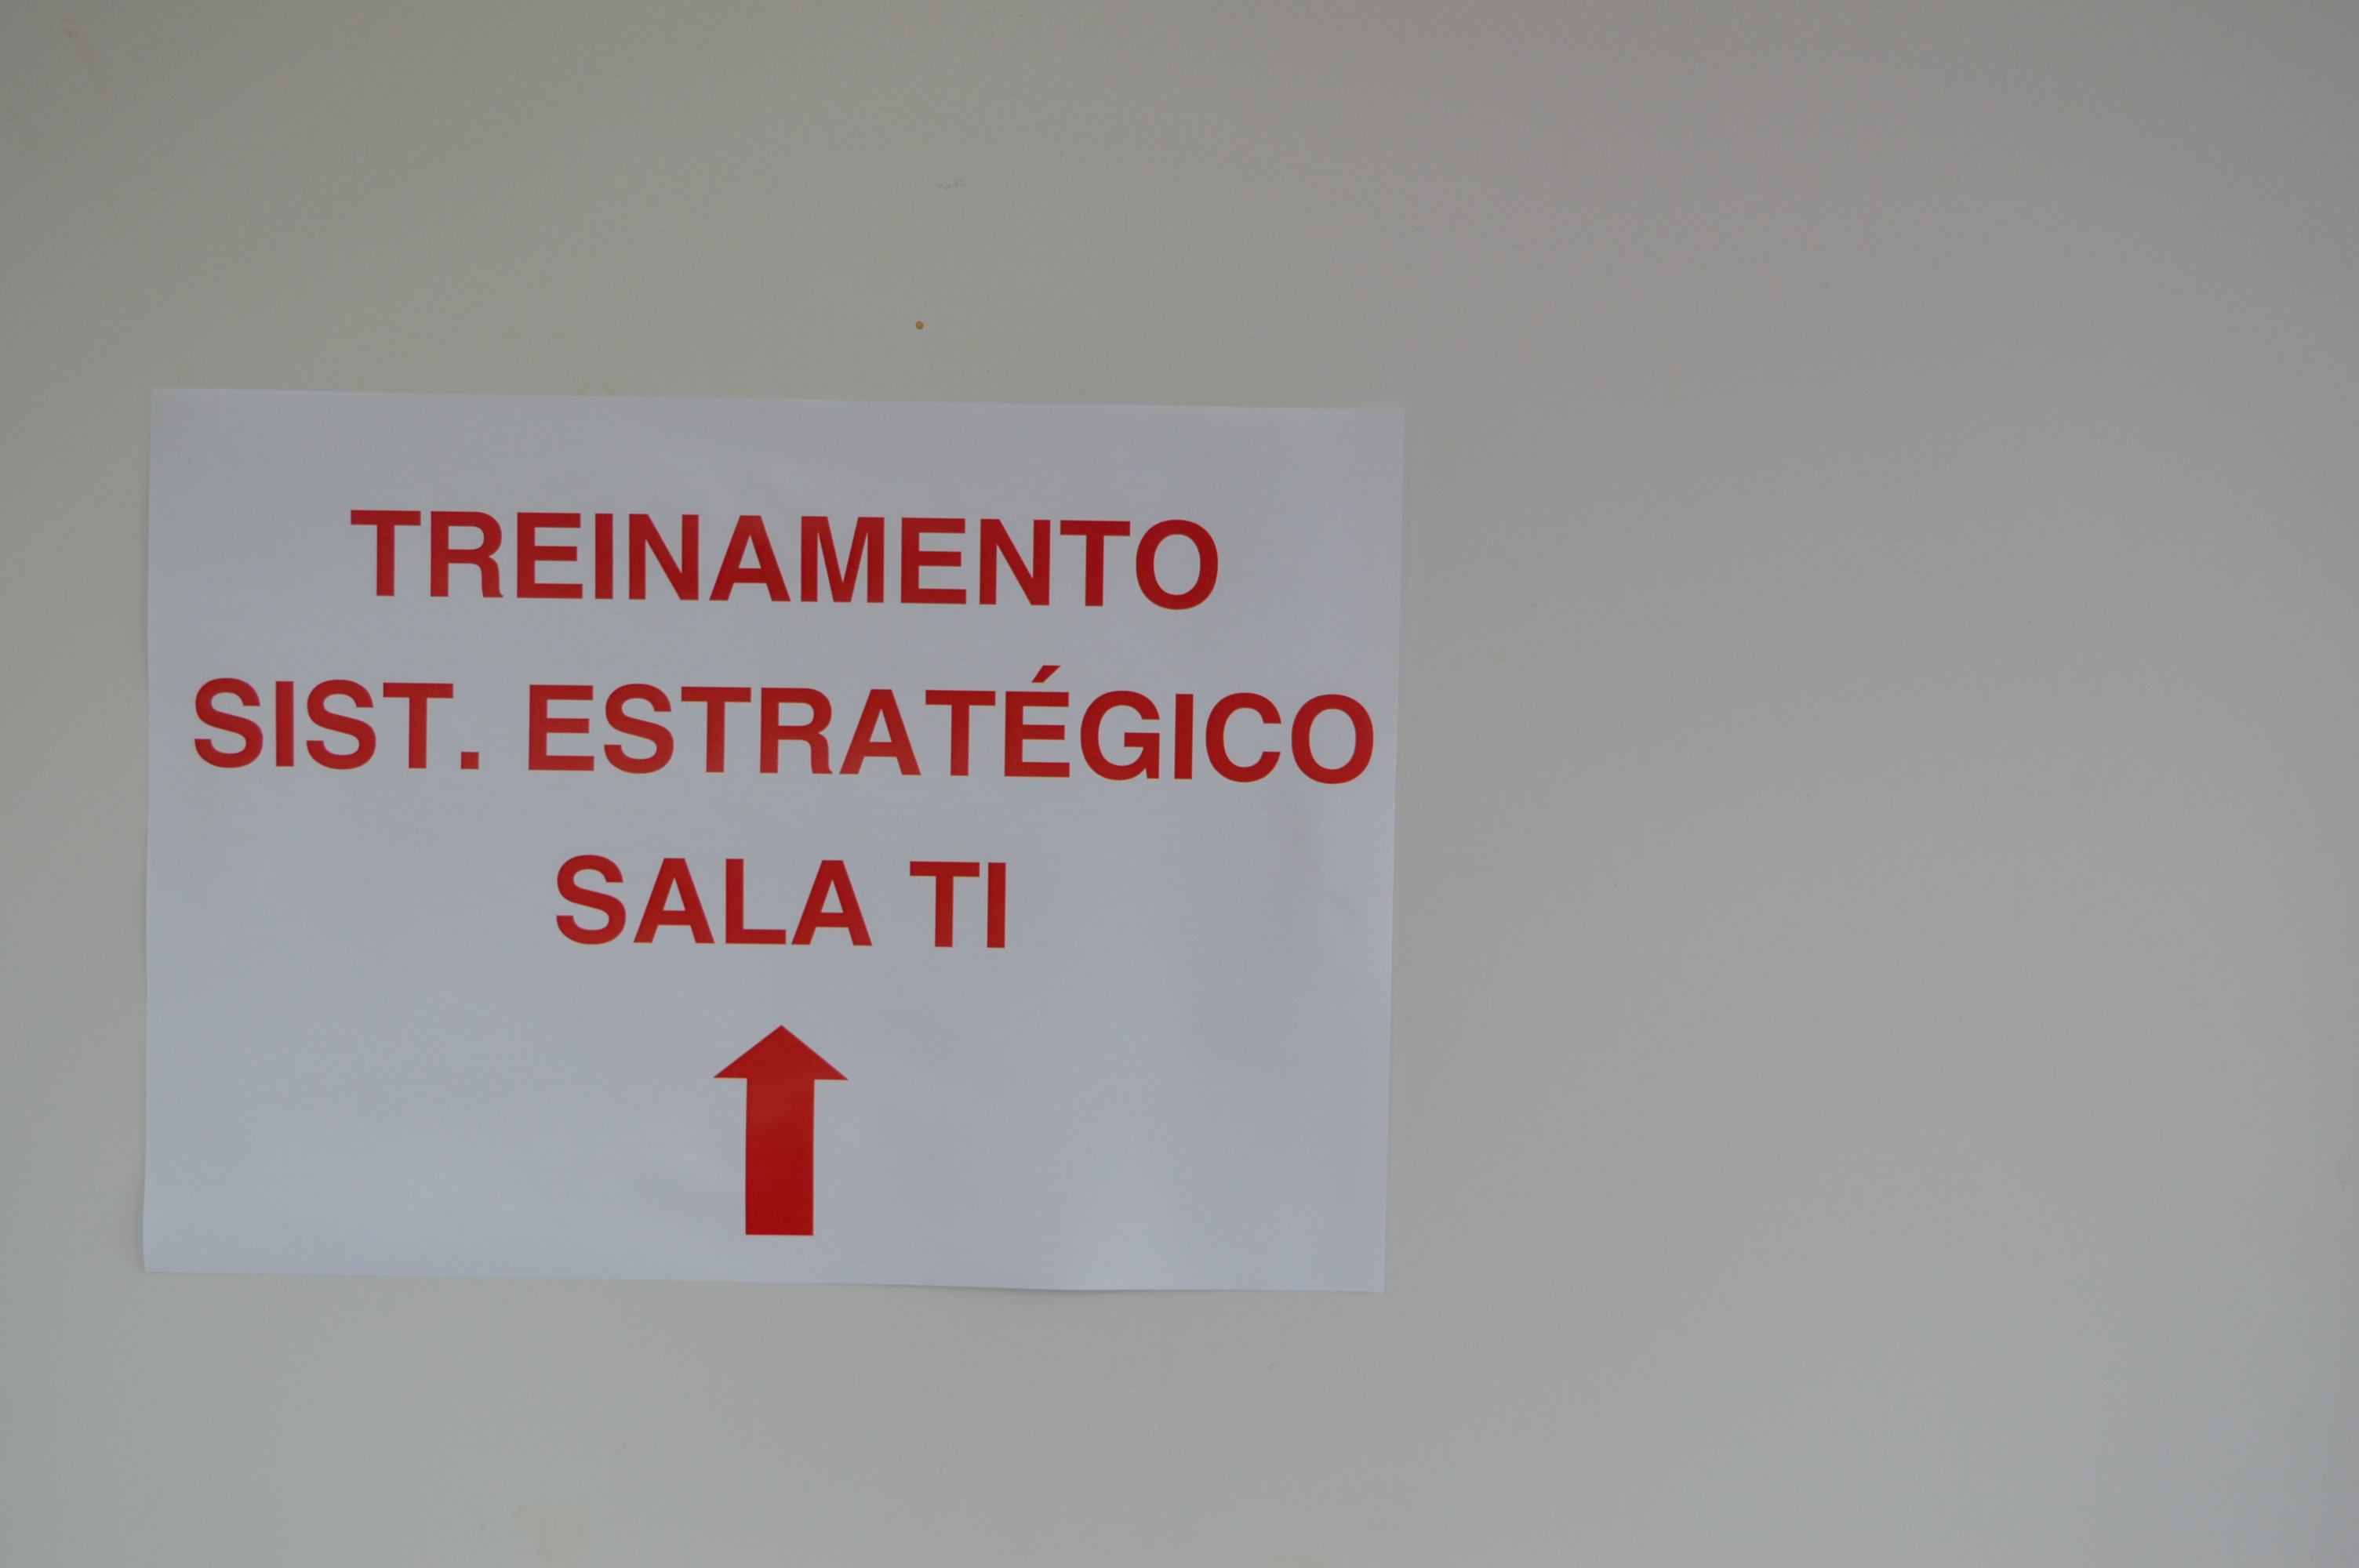 TREINAMENTO
SIST. ESTRATÉGICO
SALA TI